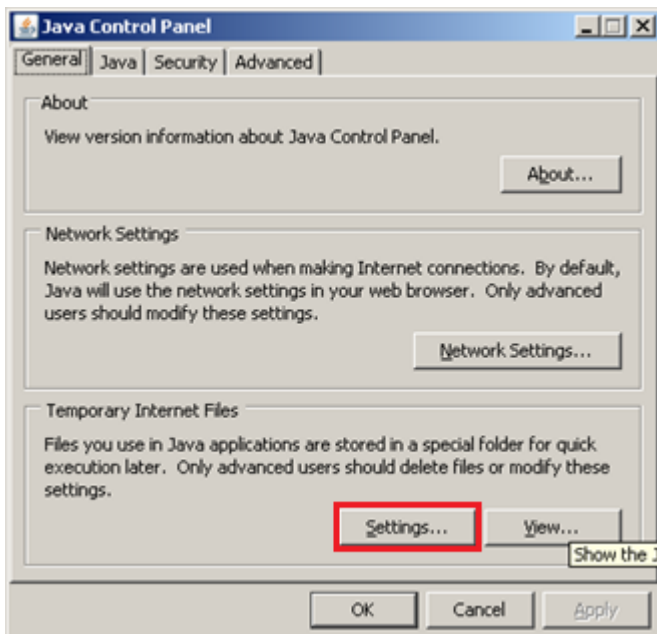 Java Control Panel
General Java Security Advanced
About
View version information about Java Control Panel.
About...
Network Settings
Network settings are used when making Internet connections. By default,
Java will use the network settings in your web browser. Only advanced
users should modify these settings.
Network Settings...
Temporary Internet Files
Files you use in Java applications are stored in a special folder for quick
execution later. Only advanced users should delete files or modify these
settings.
Settings... View...
Show the J
OK Cancel Apply